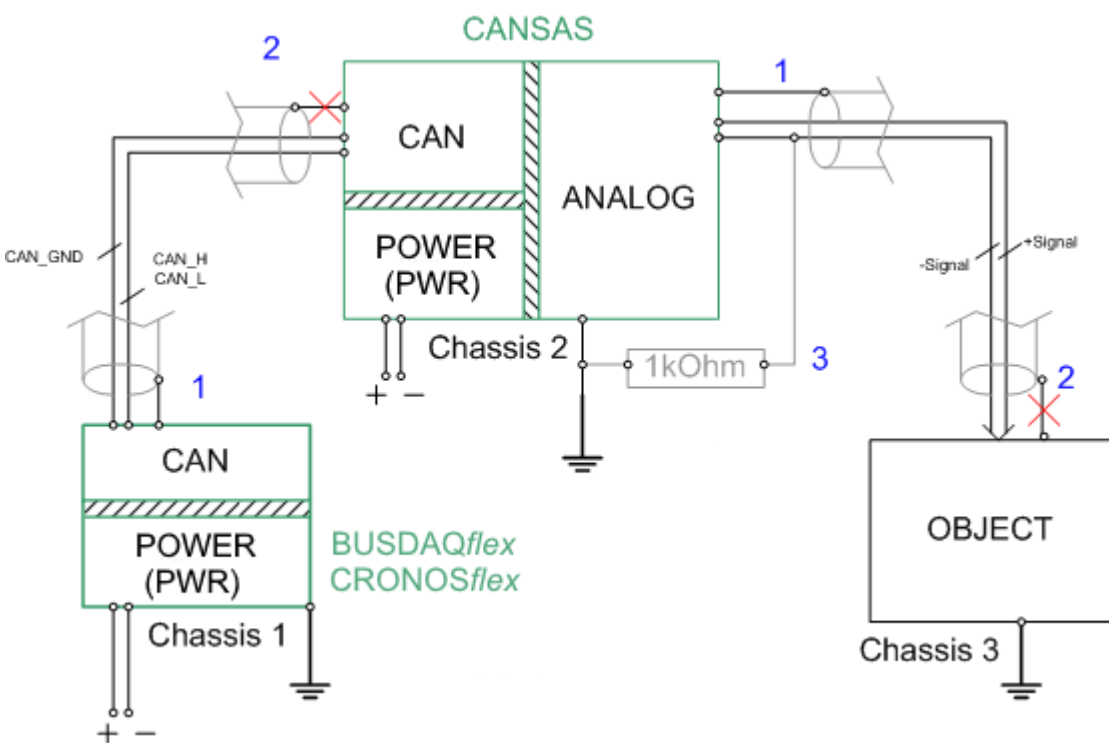 CANSAS
2
1
CAN
ANALOG
POWER
(PWR)
CAN_GND
CAN_H
CAN_L
+Signal
-Signal
Chassis 2
1kOhm
3
+ -
1
2
CAN
POWER
(PWR)
BUSDAQflex
CRONOSflex
OBJECT
Chassis 1
Chassis 3
+ -